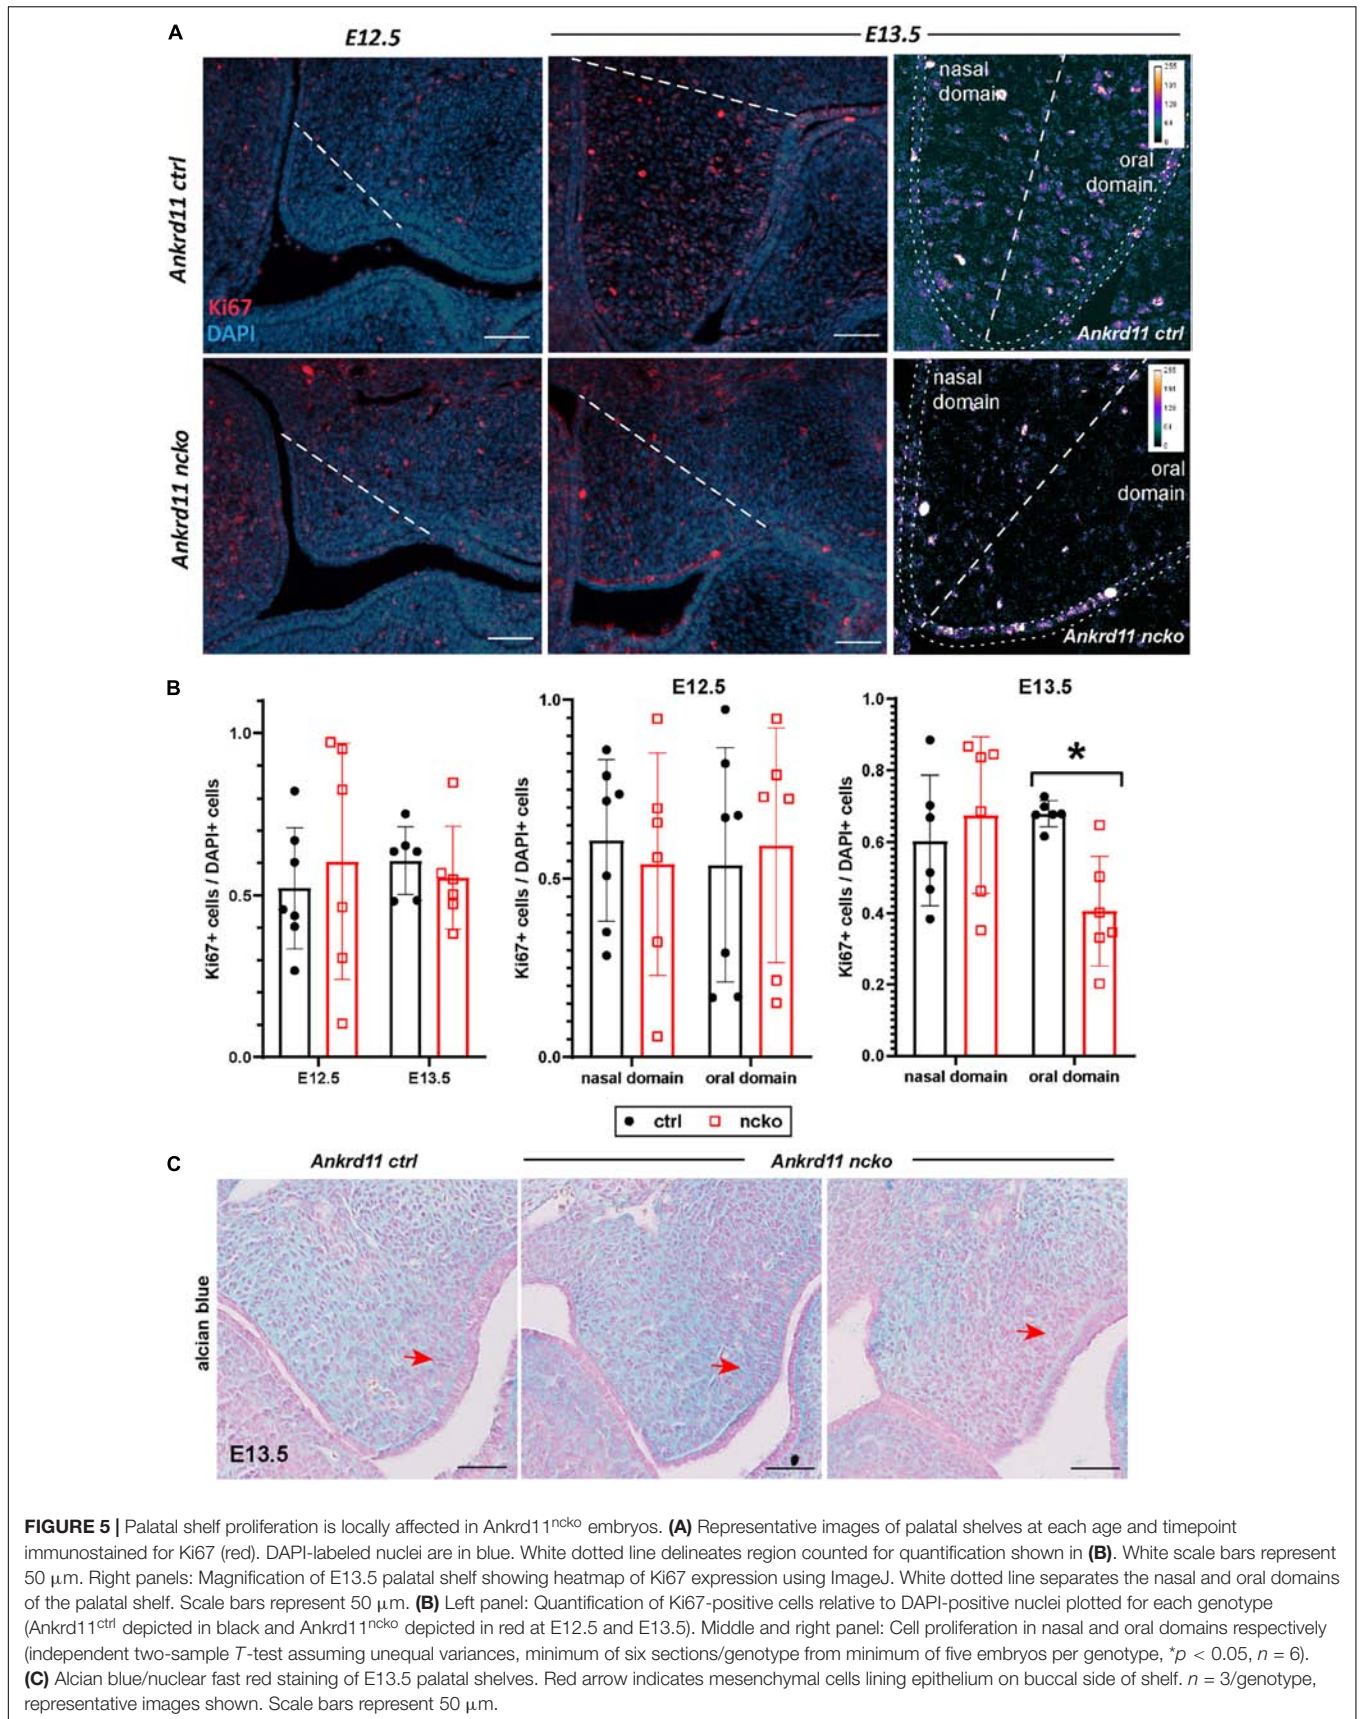 A
E12.5
E13.5
Ankrd11 ctrl
Ki67
DAPI
nasal
domain
oral
domain
255
191
128
64
0
Ankrd11 ctrl
Ankrd11 ncko
nasal
domain
oral
domain
255
191
128
64
0
Ankrd11 ncko
B
Ki67+ cells / DAPI+ cells
1.0
0.5
0.0
E12.5
E13.5
E12.5
Ki67+ cells / DAPI+ cells
1.0
0.5
0.0
nasal domain
oral domain
E13.5
Ki67+ cells / DAPI+ cells
1.0
0.8
0.6
0.4
0.2
0.0
*
nasal domain
oral domain
ctrl
ncko
C
Ankrd11 ctrl
Ankrd11 ncko
alcian blue
E13.5
FIGURE 5 | Palatal shelf proliferation is locally affected in Ankrd11ncko embryos. (A) Representative images of palatal shelves at each age and timepoint
immunostained for Ki67 (red). DAPI-labeled nuclei are in blue. White dotted line delineates region counted for quantification shown in (B). White scale bars represent
50 μm. Right panels: Magnification of E13.5 palatal shelf showing heatmap of Ki67 expression using ImageJ. White dotted line separates the nasal and oral domains
of the palatal shelf. Scale bars represent 50 μm. (B) Left panel: Quantification of Ki67-positive cells relative to DAPI-positive nuclei plotted for each genotype
(Ankrd11ctrl depicted in black and Ankrd11ncko depicted in red at E12.5 and E13.5). Middle and right panel: Cell proliferation in nasal and oral domains respectively
(independent two-sample T-test assuming unequal variances, minimum of six sections/genotype from minimum of five embryos per genotype, *p < 0.05, n = 6).
(C) Alcian blue/nuclear fast red staining of E13.5 palatal shelves. Red arrow indicates mesenchymal cells lining epithelium on buccal side of shelf. n = 3/genotype,
representative images shown. Scale bars represent 50 μm.